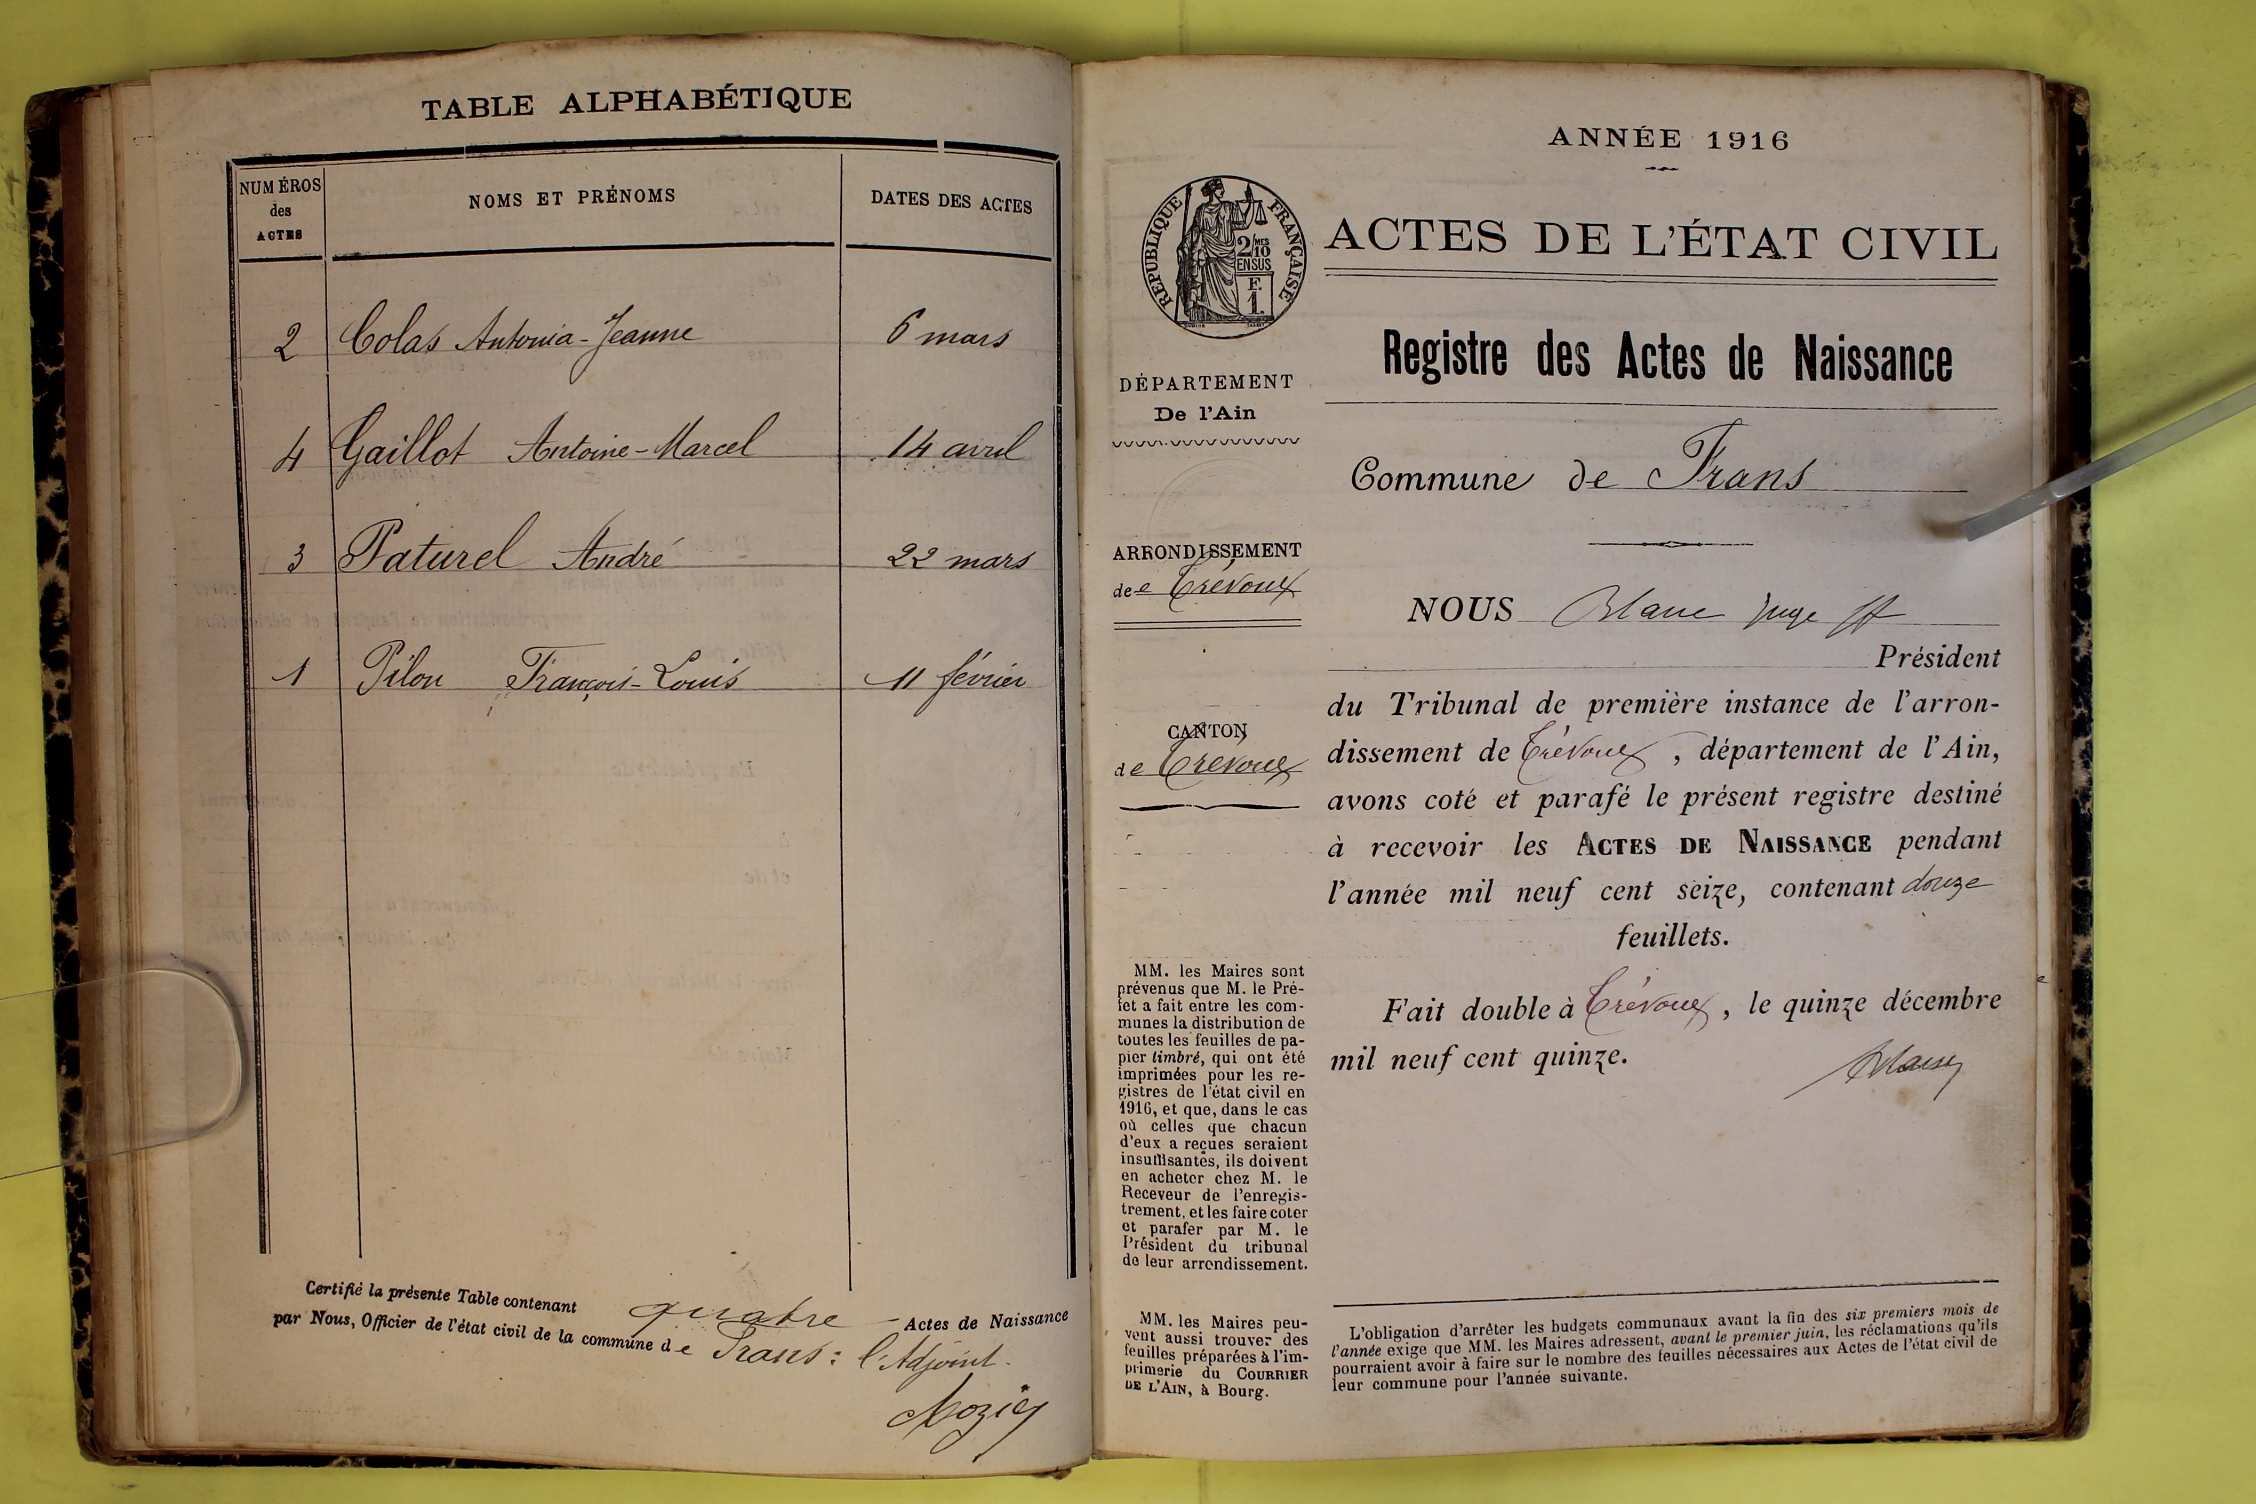 TABLE ALPHABÉTIQUE
NUMÉROS des ACTES
NOMS ET PRÉNOMS
DATES DES ACTES
2 Colas Antonia-Jeanne 6 mars
4 Gaillot Antoine-Marcel 14 avril
3 Paturel André 22 mars
1 Pilon François-Louis 11 février
Certifié la présente Table contenant quatre Actes de Naissance
par Nous, Officier de l'état civil de la commune de Frans : l'Adjoint.
ANNÉE 1916
RÉPUBLIQUE FRANÇAISE
2/10 MES
EN SUS
F.
1.
ACTES DE L'ÉTAT CIVIL
Registre des Actes de Naissance
DÉPARTEMENT
De l'Ain
Commune de Frans
ARRONDISSEMENT
de Trévoux
NOUS Blanc Juge ff
Président
du Tribunal de première instance de l'arron-
dissement de Trévoux, département de l'Ain,
avons coté et parafé le présent registre destiné
à recevoir les ACTES DE NAISSANCE pendant
l'année mil neuf cent seize, contenant douze
feuillets.
Fait double à Trévoux, le quinze décembre
mil neuf cent quinze.
CANTON
de Trévoux
MM. les Maires sont
prévenus que M. le Pré-
fet a fait entre les com-
munes la distribution de
toutes les feuilles de pa-
pier timbré, qui ont été
imprimées pour les re-
gistres de l'état civil en
1916, et que, dans le cas
où celles que chacun
d'eux a reçues seraient
insuffisantes, ils doivent
en acheter chez M. le
Receveur de l'enregis-
trement, et les faire coter
et parafer par M. le
Président du tribunal
de leur arrondissement.
MM. les Maires peu-
vent aussi trouver des
feuilles préparées à l'im-
primerie du COURRIER
DE L'AIN, à Bourg.
L'obligation d'arrêter les budgets communaux avant la fin des six premiers mois de
l'année exige que MM. les Maires adressent, avant le premier juin, les réclamations qu'ils
pourraient avoir à faire sur le nombre des feuilles nécessaires aux Actes de l'état civil de
leur commune pour l'année suivante.